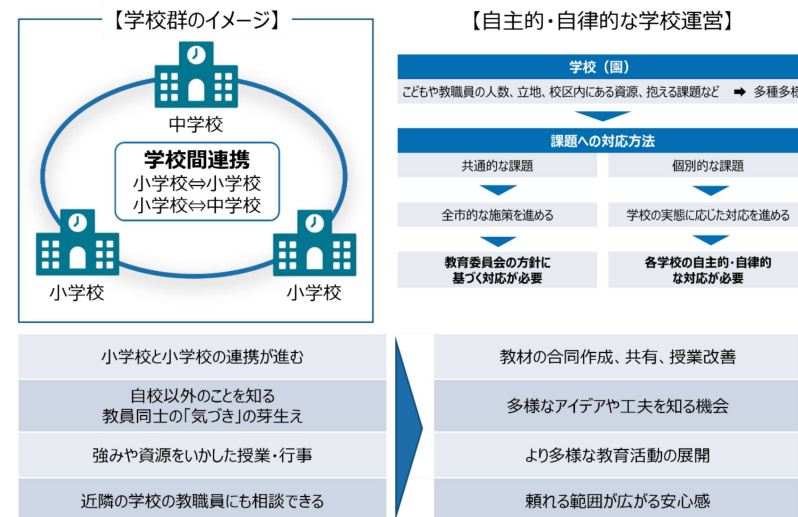 【学校群のイメージ】
中学校
学校間連携
小学校⇔小学校
小学校⇔中学校
小学校
小学校
【自主的・自律的な学校運営】
学校（園）
こどもや教職員の人数、立地、校区内にある資源、抱える課題など ➡ 多種多様
課題への対応方法
共通的な課題
個別的な課題
全市的な施策を進める
学校の実態に応じた対応を進める
教育委員会の方針に
基づく対応が必要
各学校の自主的・自律的
な対応が必要
小学校と小学校の連携が進む
教材の合同作成、共有、授業改善
自校以外のことを知る
教員同士の「気づき」の芽生え
多様なアイデアや工夫を知る機会
強みや資源をいかした授業・行事
より多様な教育活動の展開
近隣の学校の教職員にも相談できる
頼れる範囲が広がる安心感